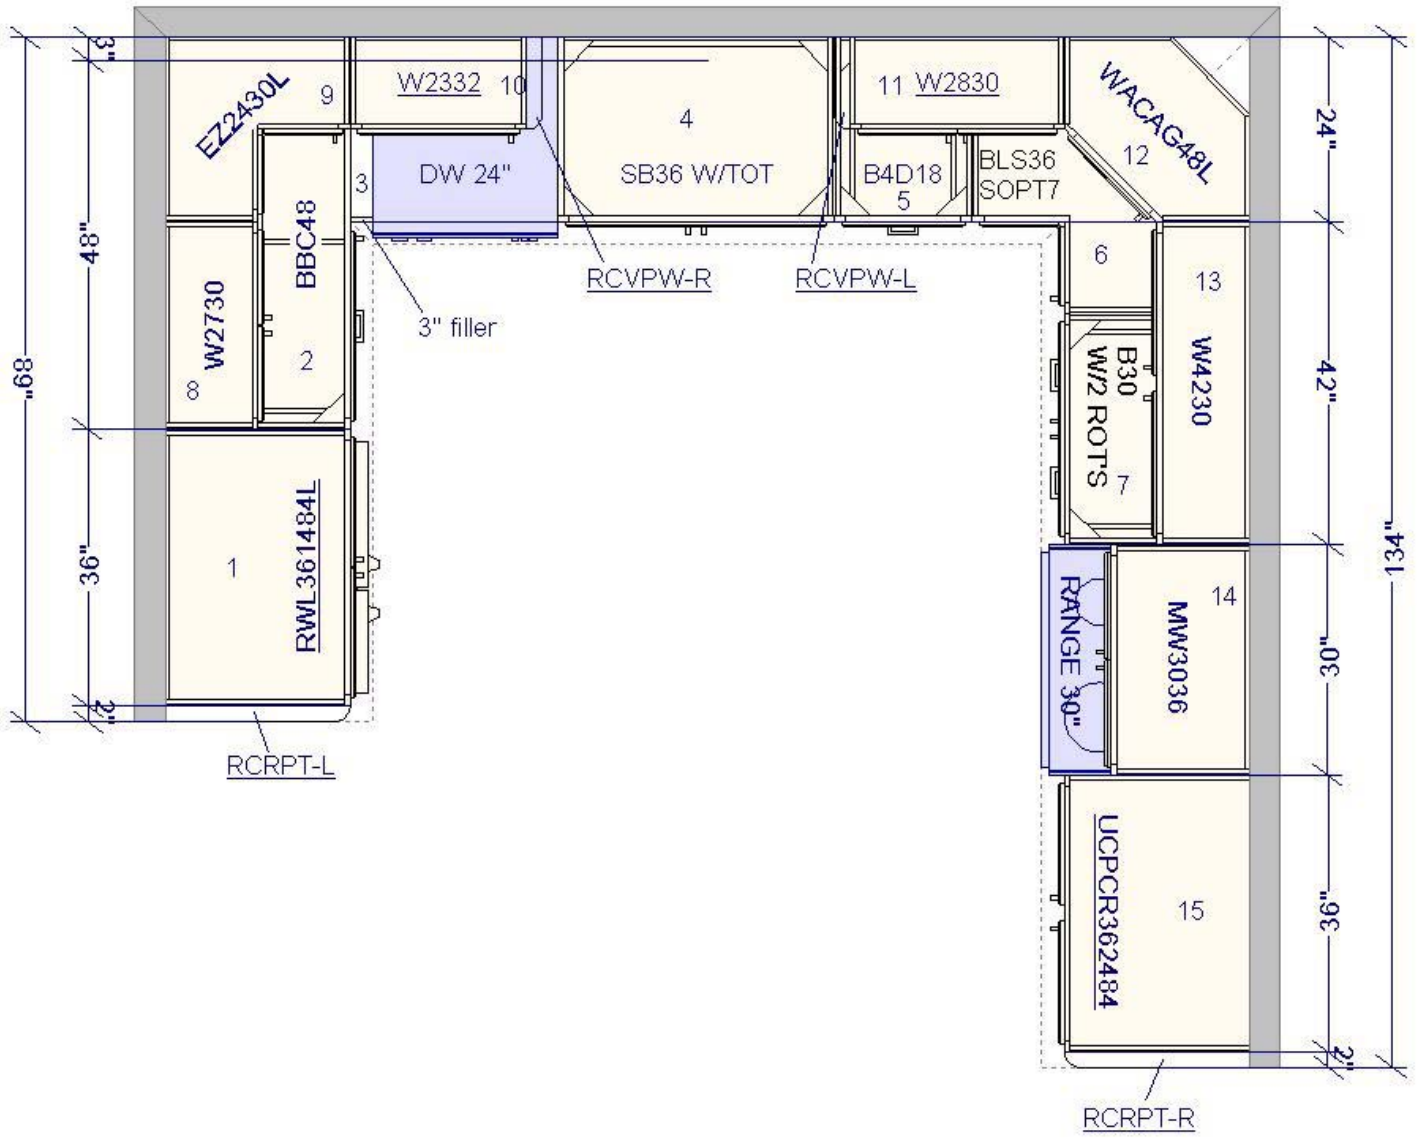 3"
48"
36"
2"
89"
EZ2430L
9
W2332
10
DW 24"
3
BBC48
2
W2730
8
3" filler
RCVPW-R
4
SB36 W/TOT
RCVPW-L
11
W2830
B4D18
5
BLS36
SOPT7
WACAG48L
12
6
13
W4230
B30
W/2 ROT'S
7
1
RWL361484L
RCRPT-L
RANGE 30"
14
MW3036
UCPCR362484
15
RCRPT-R
24"
42"
30"
36"
2"
134"